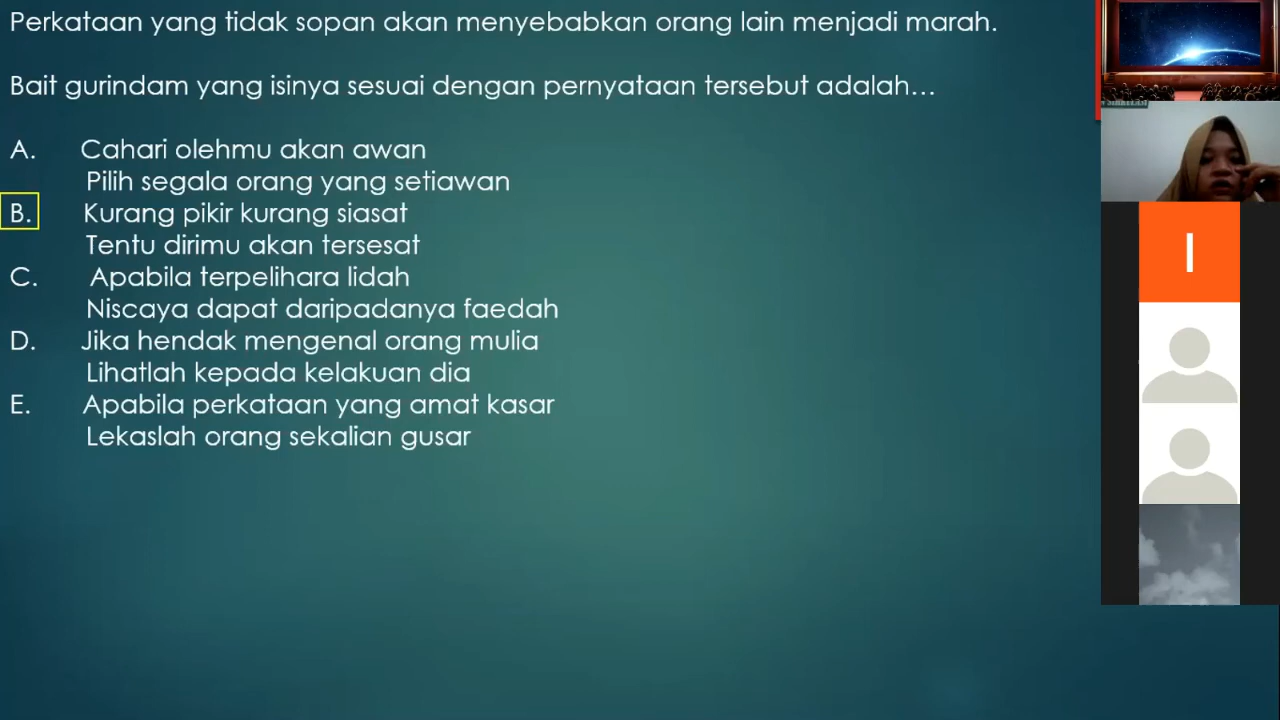 Perkataan yang tidak sopan akan menyebabkan orang lain menjadi marah.
Bait gurindam yang isinya sesuai dengan pernyataan tersebut adalah...
A. Cahari olehmu akan awan
Pilih segala orang yang setiawan
B. Kurang pikir kurang siasat
Tentu dirimu akan tersesat
C. Apabila terpelihara lidah
Niscaya dapat daripadanya faedah
D. Jika hendak mengenal orang mulia
Lihatlah kepada kelakuan dia
E. Apabila perkataan yang amat kasar
Lekaslah orang sekalian gusar
I